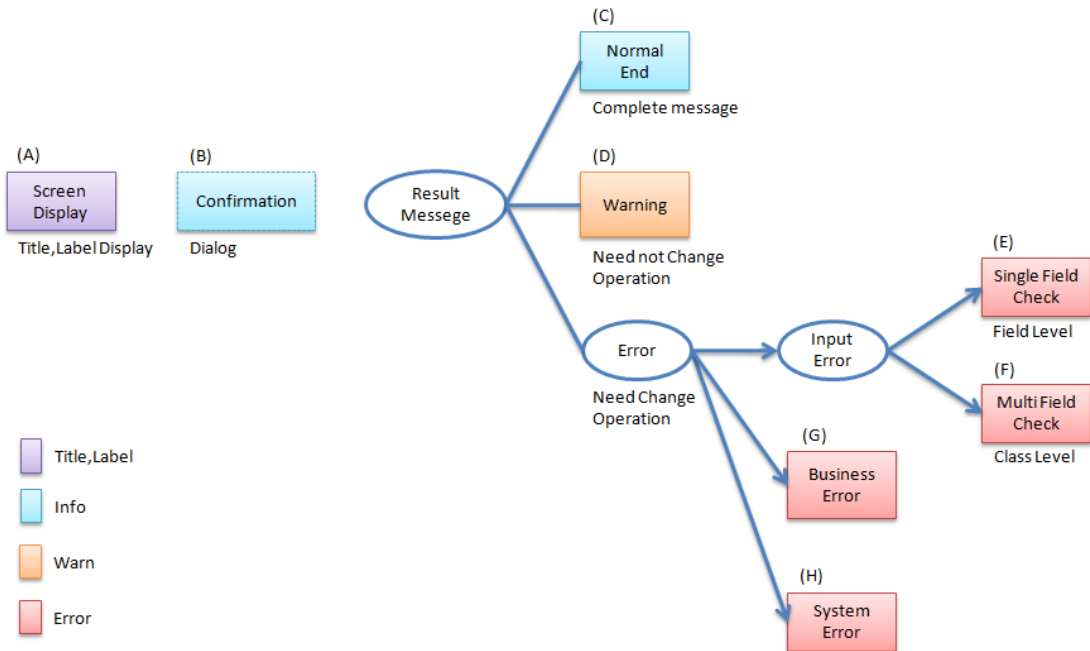 (C)
Normal
End
Complete message
(A)
Screen
Display
Title,Label Display
(B)
Confirmation
Dialog
Result
Messege
(D)
Warning
Need not Change
Operation
Error
Need Change
Operation
Input
Error
(E)
Single Field
Check
Field Level
(F)
Multi Field
Check
Class Level
(G)
Business
Error
(H)
System
Error
Title,Label
Info
Warn
Error